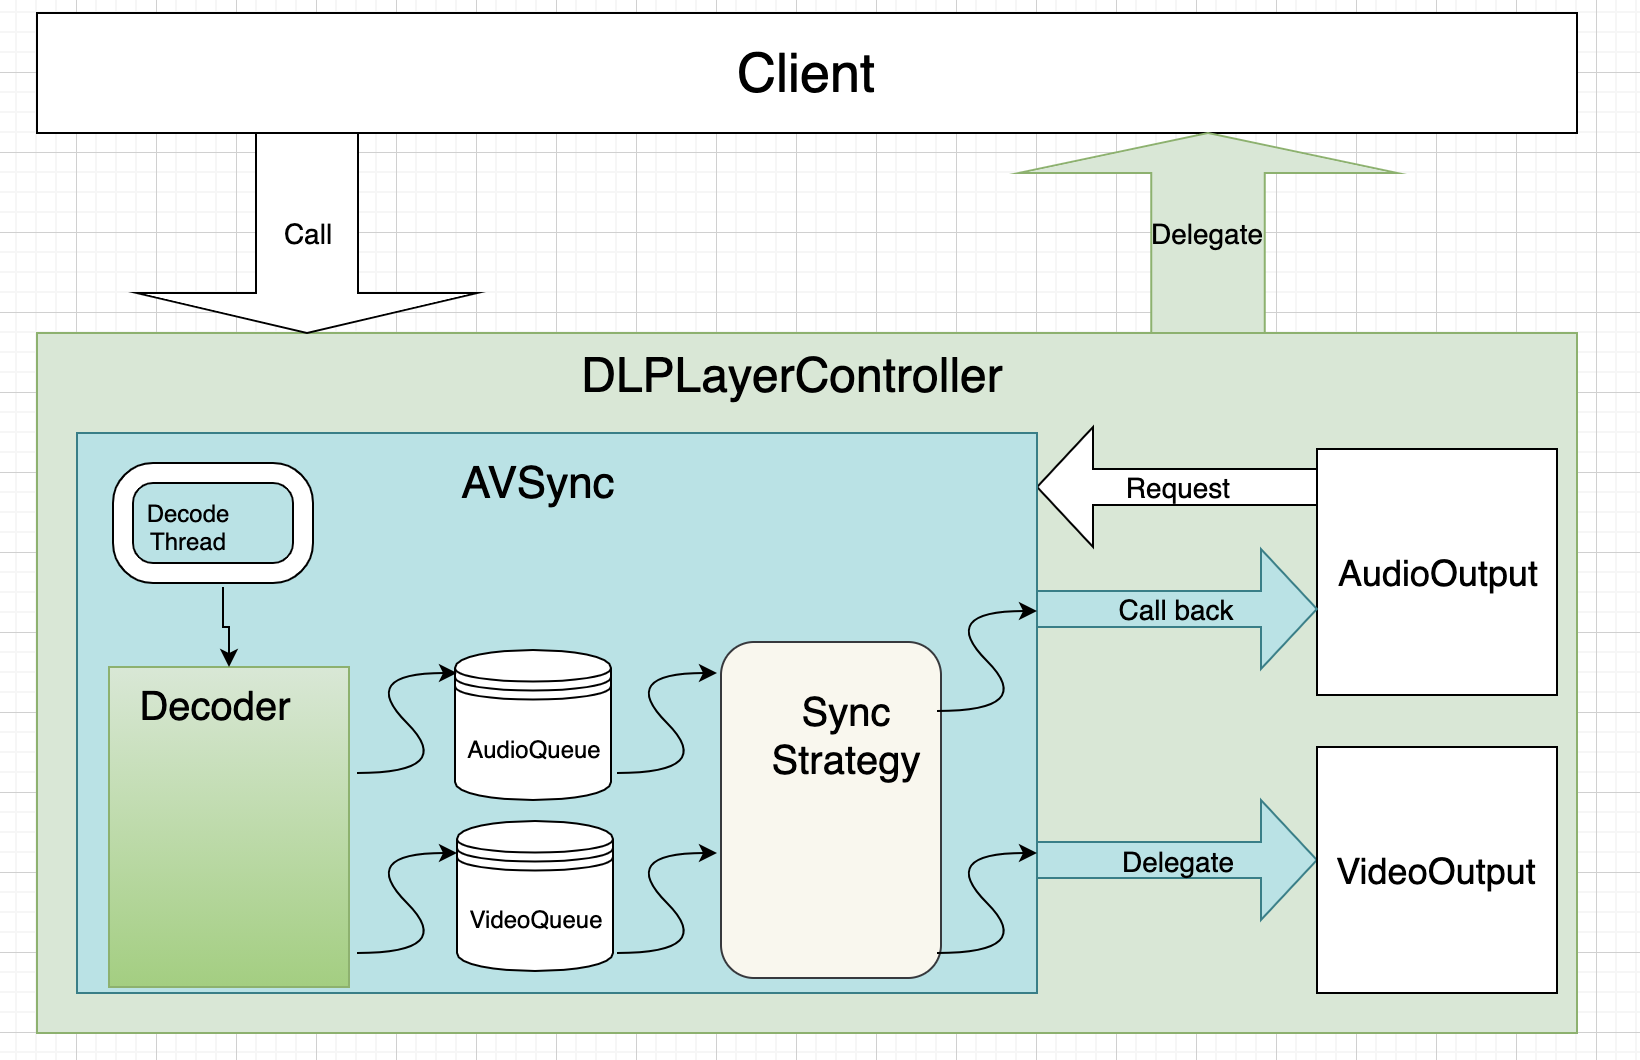 Client
Call
Delegate
DLPLayerController
AVSync
Request
Decode
Thread
AudioOutput
Call back
Decoder
Sync
Strategy
AudioQueue
Delegate
VideoOutput
VideoQueue